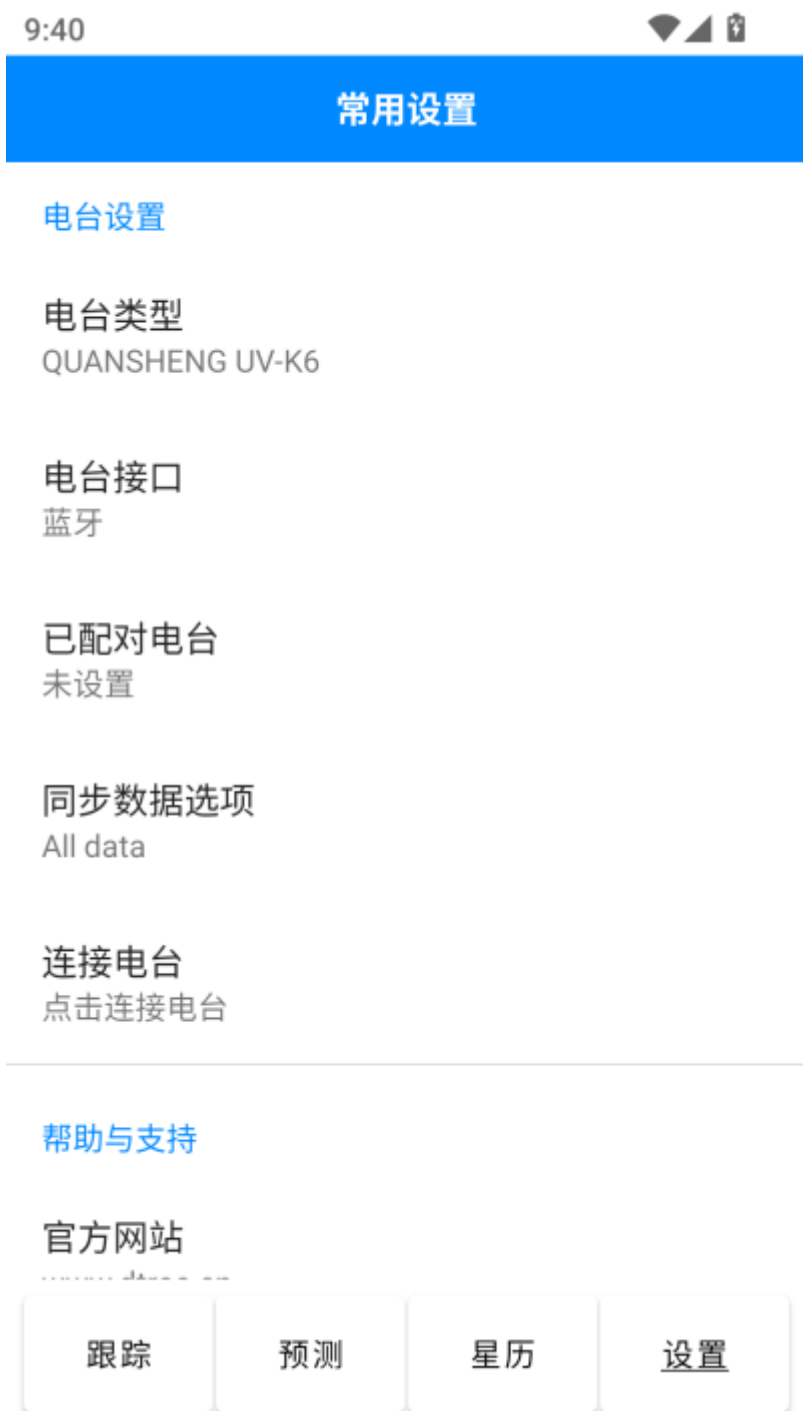 9:40
常用设置
电台设置
电台类型
QUANSHENG UV-K6
电台接口
蓝牙
已配对电台
未设置
同步数据选项
All data
连接电台
点击连接电台
帮助与支持
官方网站
跟踪
预测
星历
设置